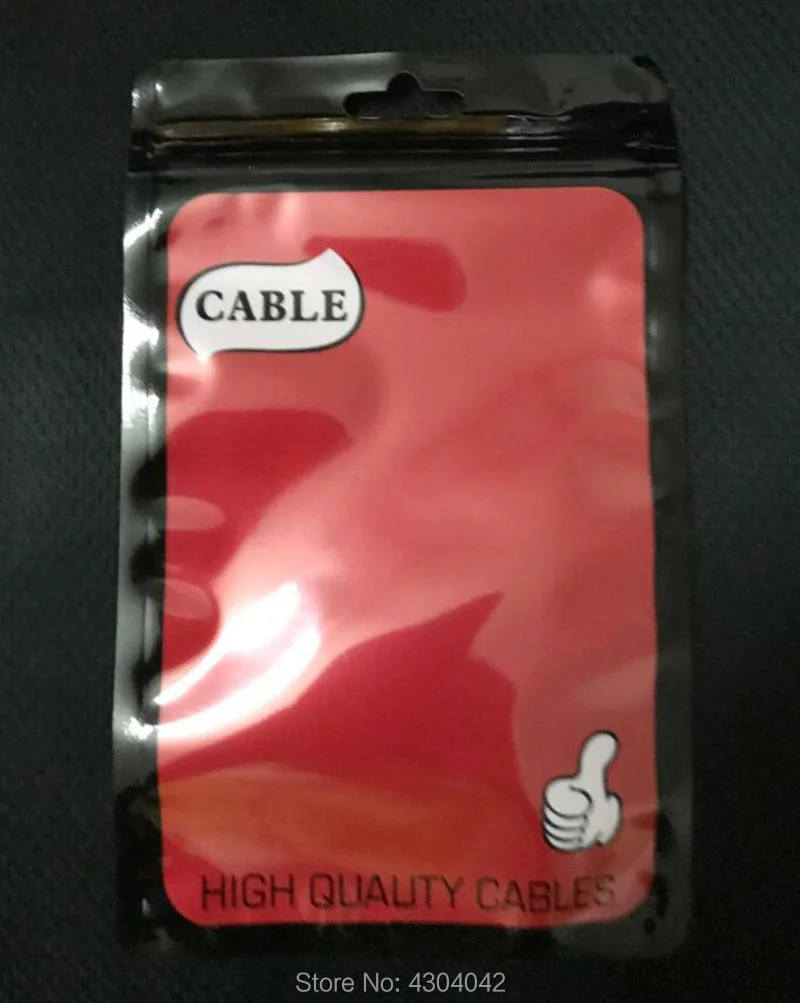 CABLE
HIGH QUALITY CABLES
Store No: 4304042